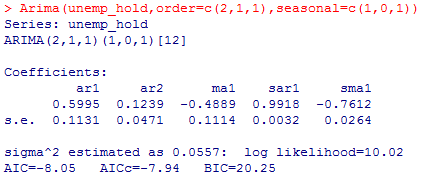 > Arima(unemp_hold,order=c(2,1,1),seasonal=c(1,0,1))
Series: unemp_hold
ARIMA(2,1,1)(1,0,1)[12]
Coefficients:
ar1 ar2 ma1 sar1 sma1
0.5995 0.1239 -0.4889 0.9918 -0.7612
s.e. 0.1131 0.0471 0.1114 0.0032 0.0264
sigma^2 estimated as 0.0557: log likelihood=10.02
AIC=-8.05 AICc=-7.94 BIC=20.25